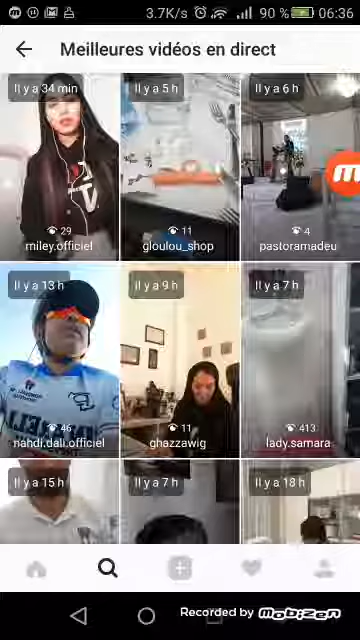 3.7K/s 90 % 06:36
Meilleures vidéos en direct
Il y a 34 min
Il y a 5 h
Il y a 6 h
29
miley.officiel
11
gloulou_shop
4
pastoramadeu
Il y a 13 h
Il y a 9 h
Il y a 7 h
46
nahdi.dali.officiel
11
ghazzawig
413
lady.samara
Il y a 15 h
Il y a 7 h
Il y a 18 h
Recorded by mobizen